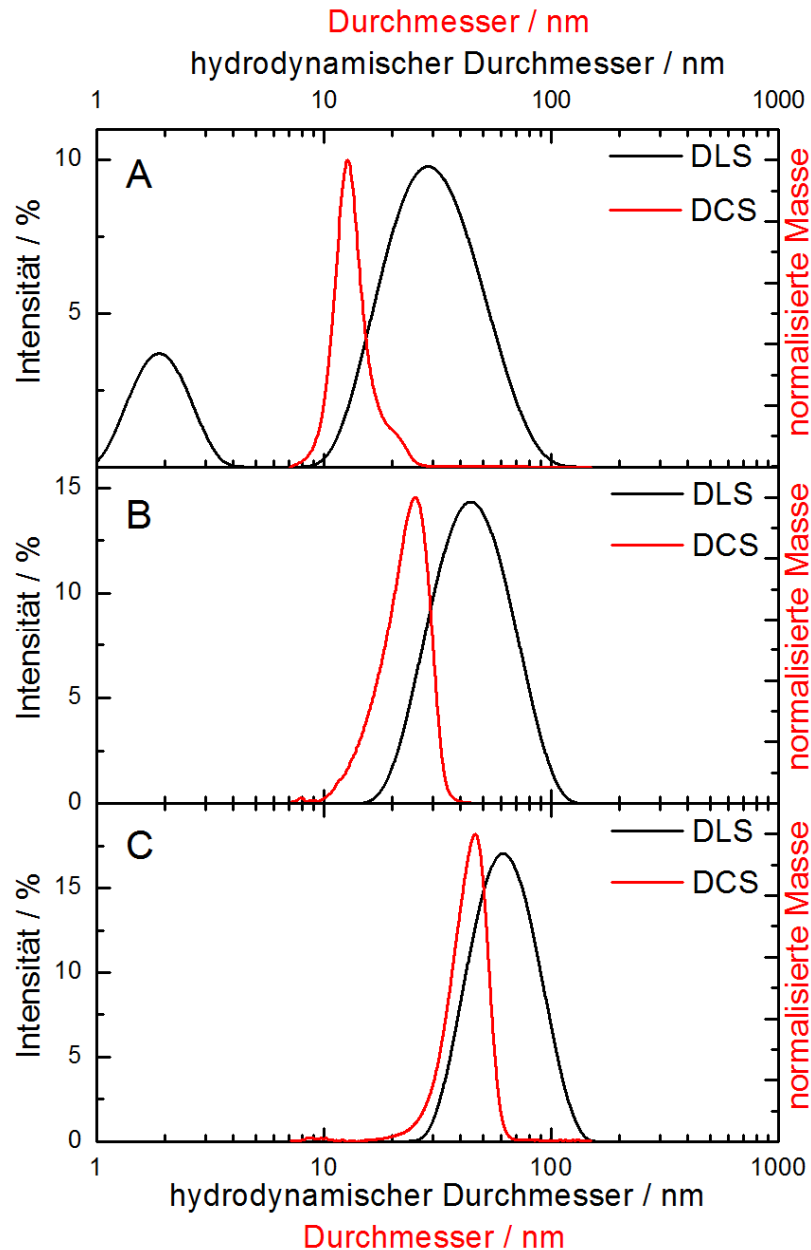 Durchmesser / nm
hydrodynamischer Durchmesser / nm
1 10 100 1000
A
DLS
DCS
10
5
Intensität / %
normalisierte Masse
B
DLS
DCS
15
10
5
0
Intensität / %
normalisierte Masse
C
DLS
DCS
15
10
5
0
Intensität / %
normalisierte Masse
1 10 100 1000
hydrodynamischer Durchmesser / nm
Durchmesser / nm